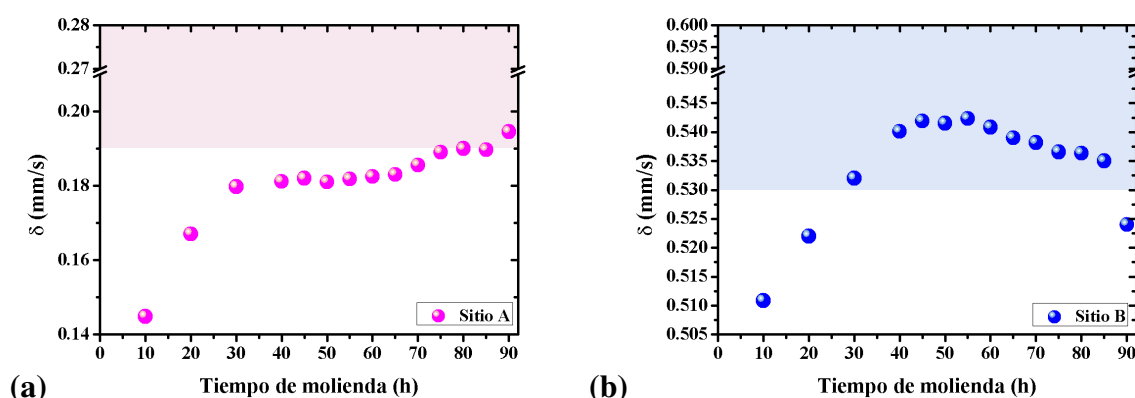 0.28
0.27
0.20
0.18
0.16
0.14
δ (mm/s)
0 10 20 30 40 50 60 70 80 90
Tiempo de molienda (h)
Sitio A
(a)
0.600
0.595
0.590
0.545
0.540
0.535
0.530
0.525
0.520
0.515
0.510
0.505
δ (mm/s)
0 10 20 30 40 50 60 70 80 90
Tiempo de molienda (h)
Sitio B
(b)